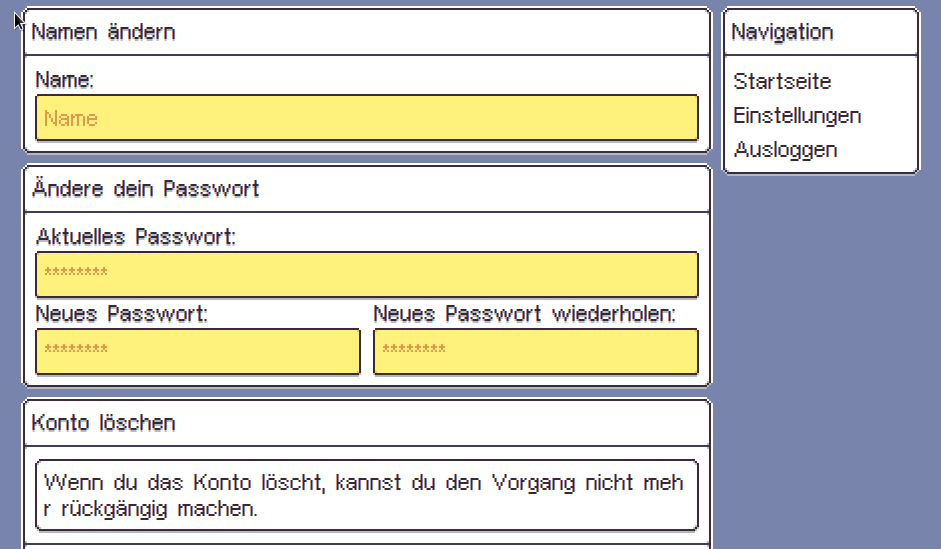 Namen ändern
Name:
Name
Ändere dein Passwort
Aktuelles Passwort:
********
Neues Passwort:
********
Neues Passwort wiederholen:
********
Konto löschen
Wenn du das Konto löscht, kannst du den Vorgang nicht meh
r rückgängig machen.
Navigation
Startseite
Einstellungen
Ausloggen